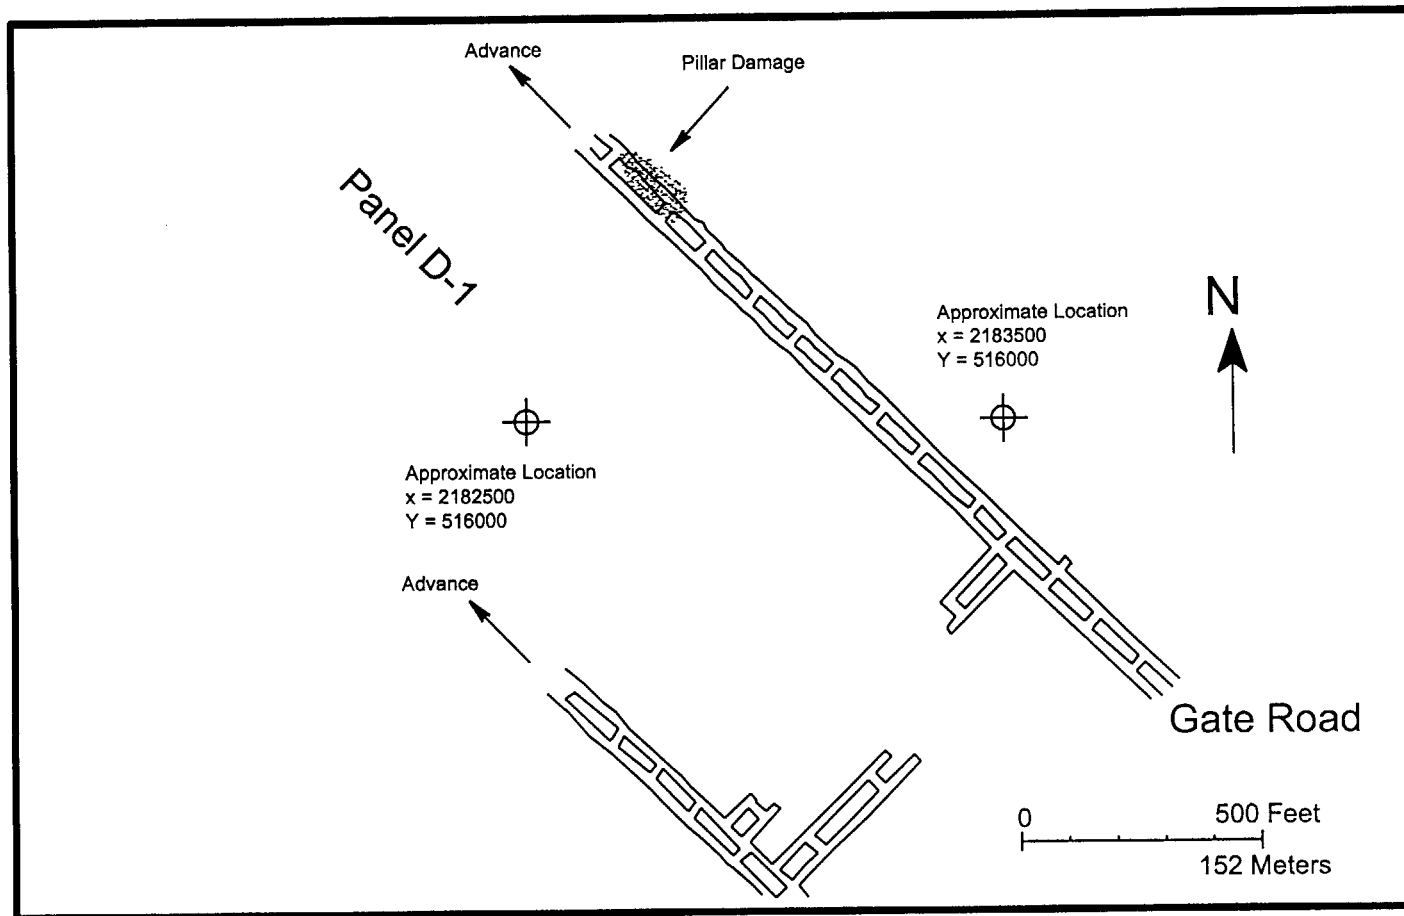 Advance
Pillar Damage
Panel D-1
Approximate Location
x = 2183500
Y = 516000
N
Approximate Location
x = 2182500
Y = 516000
Advance
Gate Road
0 500 Feet
152 Meters